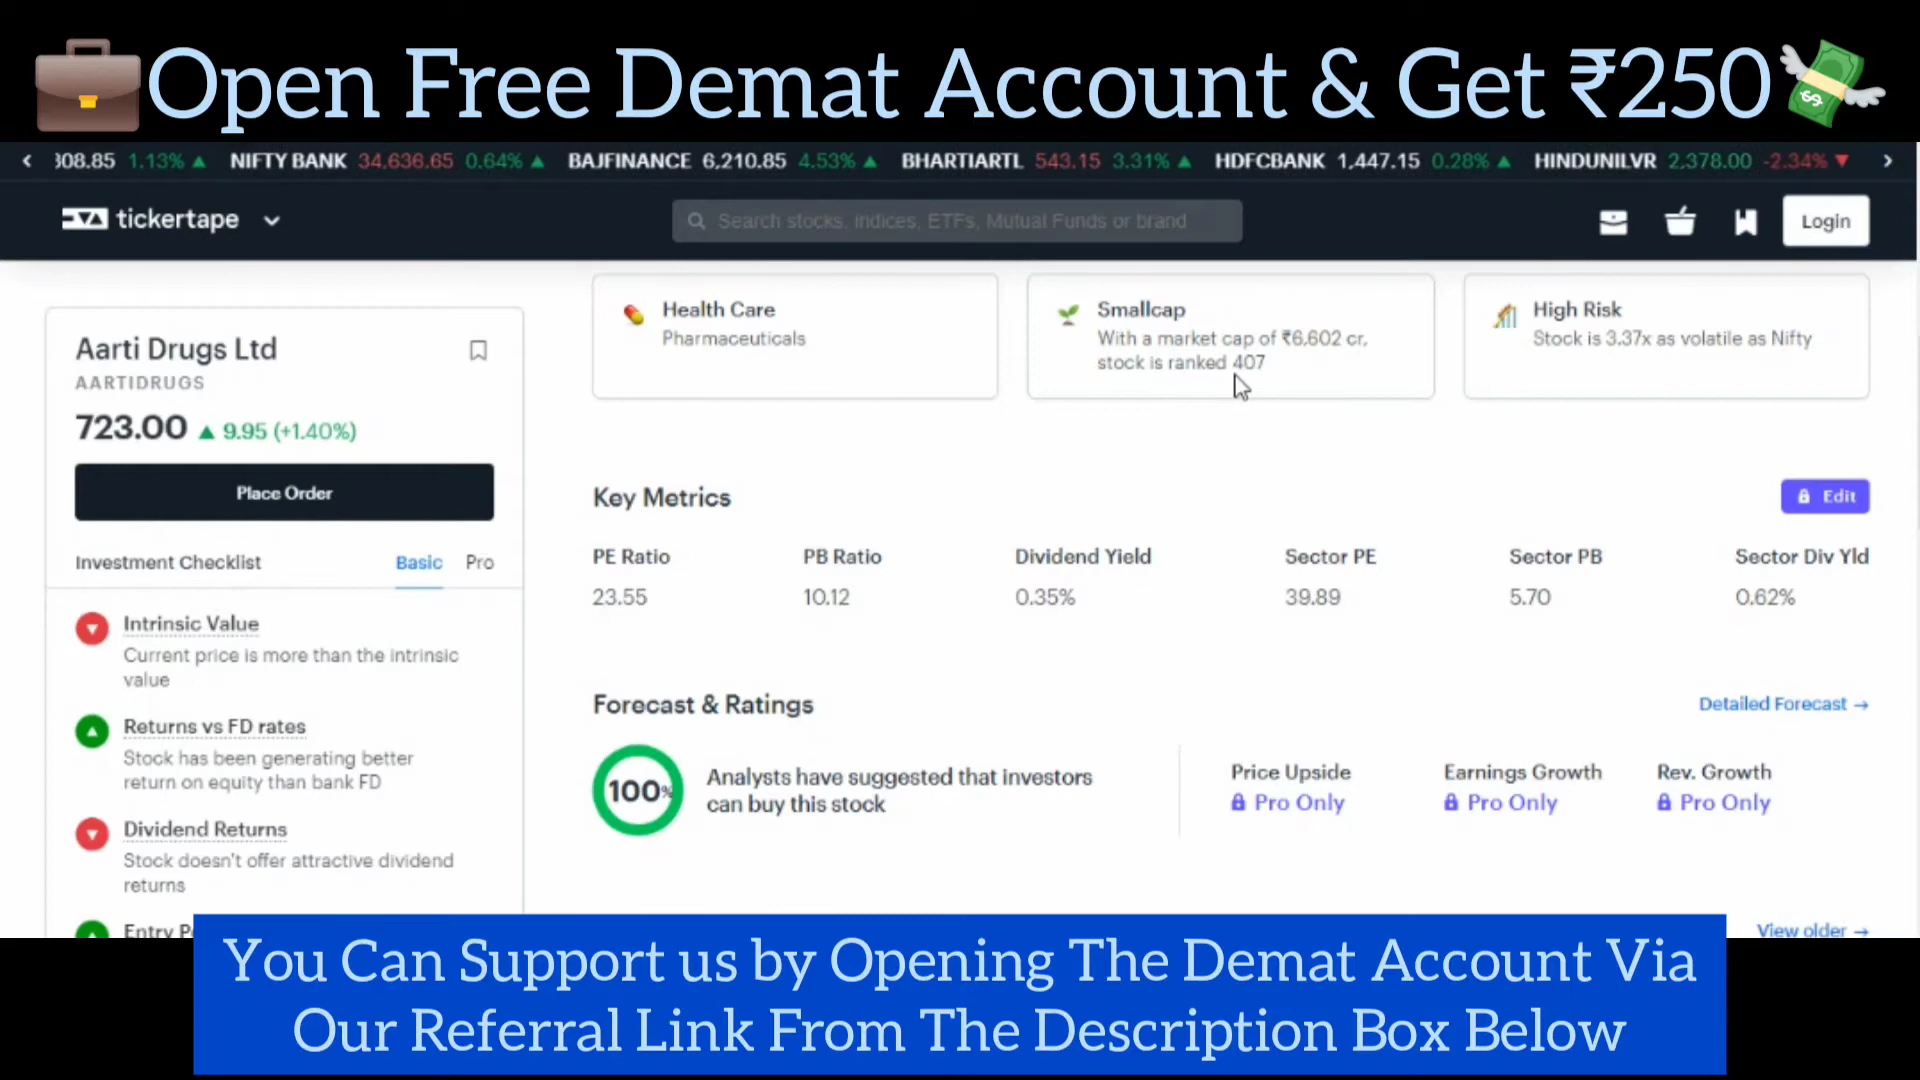 Open Free Demat Account & Get ₹250
308.85 1.13% NIFTY BANK 34,636.65 0.64% BAJFINANCE 6,210.85 4.53% BHARTIARTL 543.15 3.31% HDFCBANK 1,447.15 0.28% HINDUNILVR 2,378.00 -2.34%
tickertape
Search stocks, indices, ETFs, Mutual Funds or brand
Login
Health Care
Pharmaceuticals
Smallcap
With a market cap of ₹6,602 cr,
stock is ranked 407
High Risk
Stock is 3.37x as volatile as Nifty
Aarti Drugs Ltd
AARTIDRUGS
723.00 9.95 (+1.40%)
Place Order
Investment Checklist Basic Pro
Intrinsic Value
Current price is more than the intrinsic
value
Returns vs FD rates
Stock has been generating better
return on equity than bank FD
Dividend Returns
Stock doesn't offer attractive dividend
returns
Entry
Key Metrics
Edit
PE Ratio PB Ratio Dividend Yield Sector PE Sector PB Sector Div Yld
23.55 10.12 0.35% 39.89 5.70 0.62%
Forecast & Ratings
Detailed Forecast →
100%
Analysts have suggested that investors
can buy this stock
Price Upside Earnings Growth Rev. Growth
Pro Only Pro Only Pro Only
View older →
You Can Support us by Opening The Demat Account Via
Our Referral Link From The Description Box Below